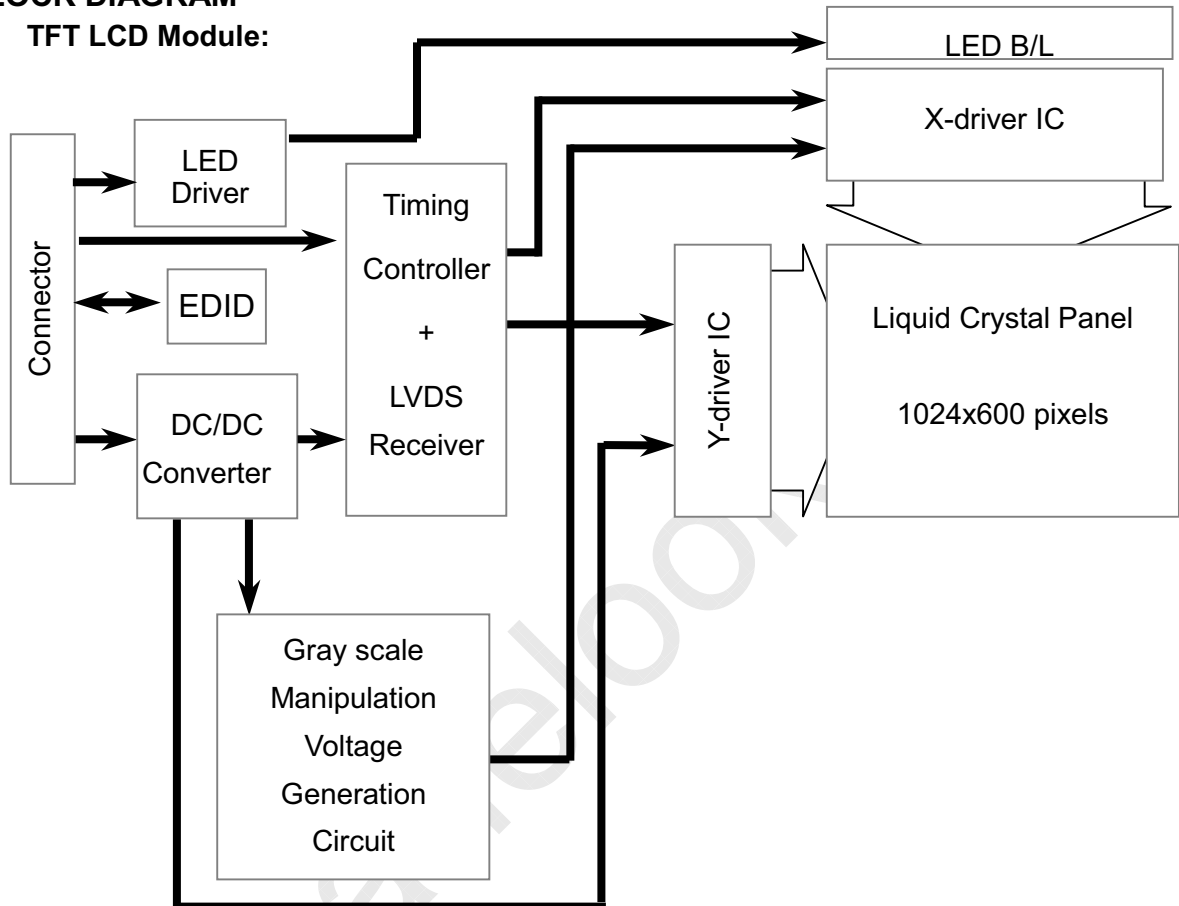 TFT LCD Module:
LED B/L
X-driver IC
LED
Driver
Timing
Controller
+
LVDS
Receiver
Connector
EDID
DC/DC
Converter
Y-driver IC
Liquid Crystal Panel
1024x600 pixels
Gray scale
Manipulation
Voltage
Generation
Circuit